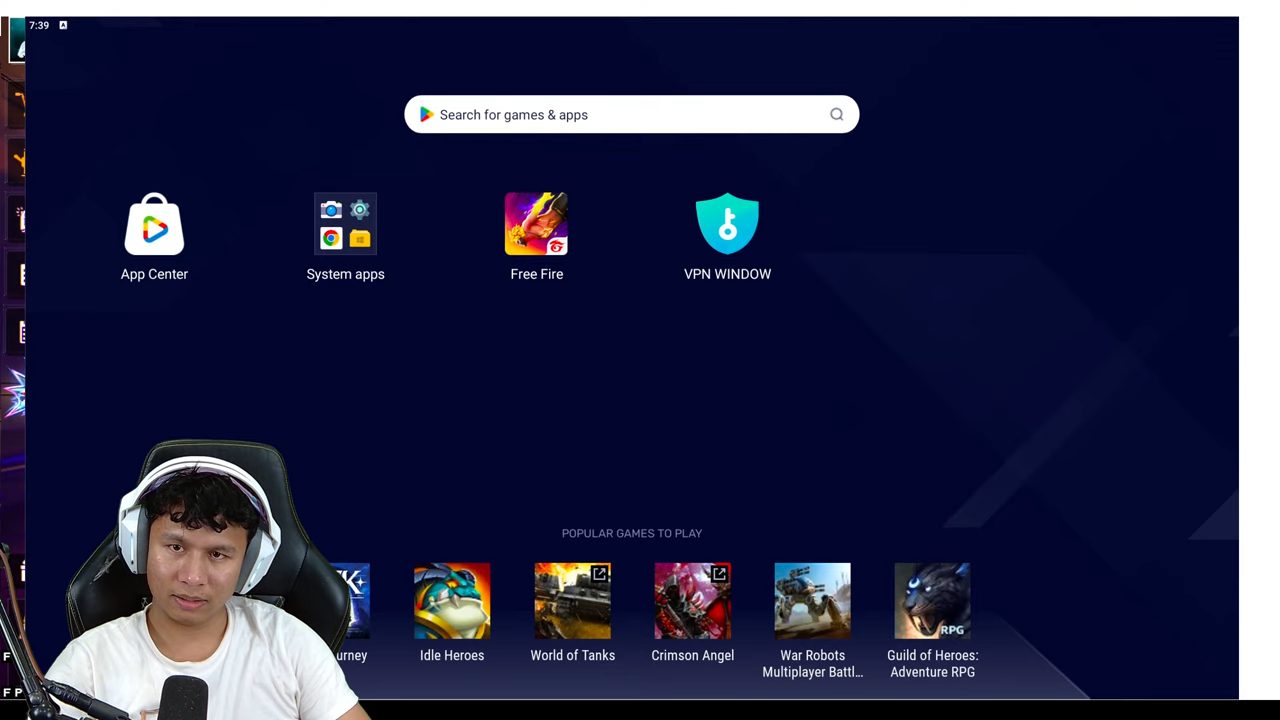 7:39 A
Search for games & apps
App Center
System apps
Free Fire
VPN WINDOW
POPULAR GAMES TO PLAY
RPG
urney
Idle Heroes
World of Tanks
Crimson Angel
War Robots
Multiplayer Battl...
Guild of Heroes:
Adventure RPG
F
F P